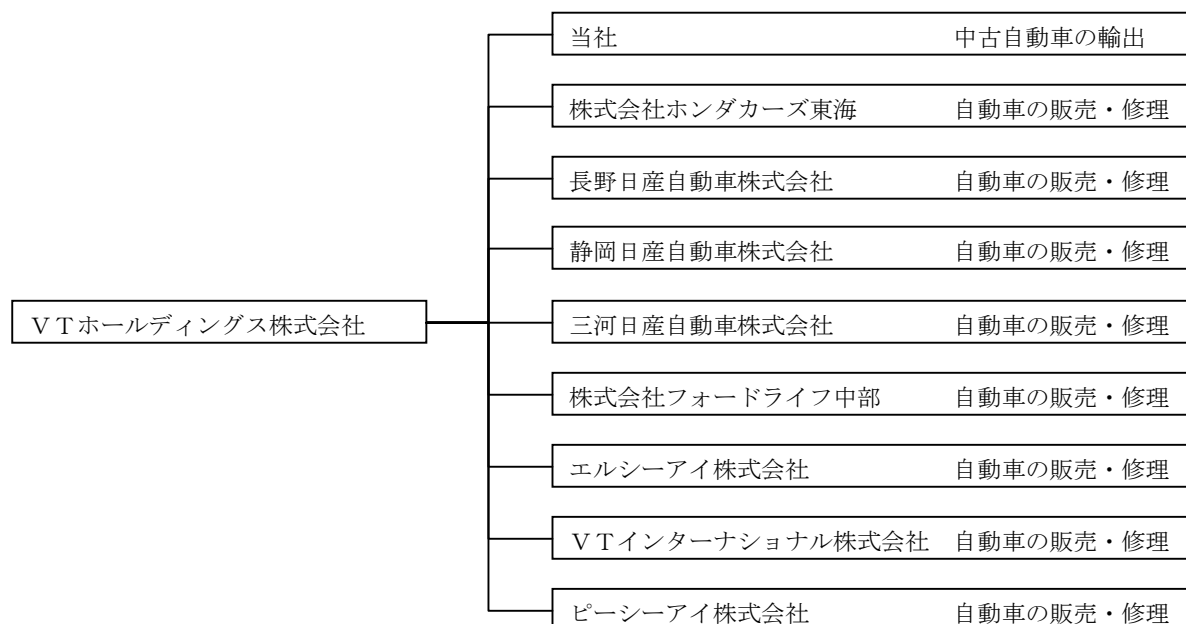 当社 中古自動車の輸出
株式会社ホンダカーズ東海 自動車の販売・修理
長野日産自動車株式会社 自動車の販売・修理
静岡日産自動車株式会社 自動車の販売・修理
VTホールディングス株式会社
三河日産自動車株式会社 自動車の販売・修理
株式会社フォードライフ中部 自動車の販売・修理
エルシーアイ株式会社 自動車の販売・修理
VTインターナショナル株式会社 自動車の販売・修理
ピーシーアイ株式会社 自動車の販売・修理